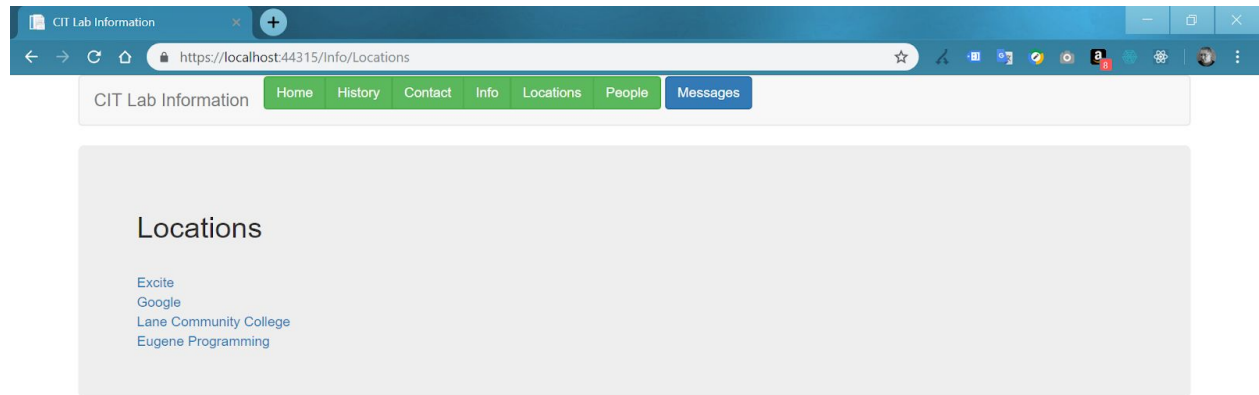 CIT Lab Information
https://localhost:44315/Info/Locations
8
CIT Lab Information Home History Contact Info Locations People Messages
Locations
Excite
Google
Lane Community College
Eugene Programming